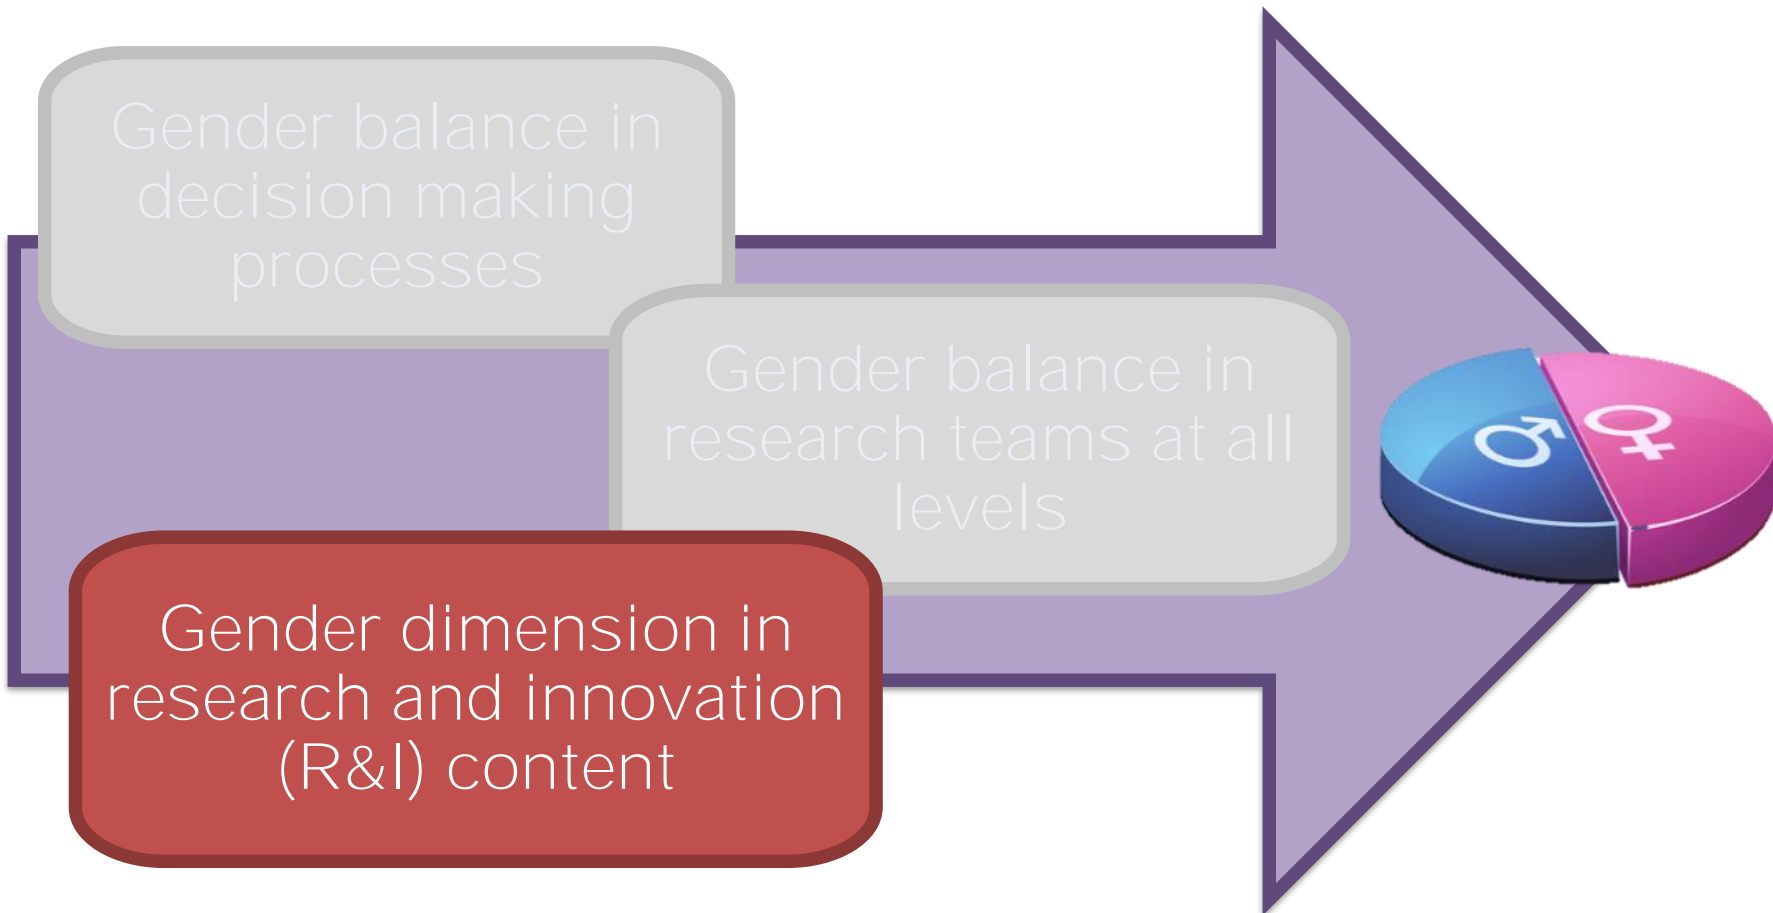 Gender balance in
decision making
processes
Gender balance in
research teams at all
levels
Gender dimension in
research and innovation
(R&I) content